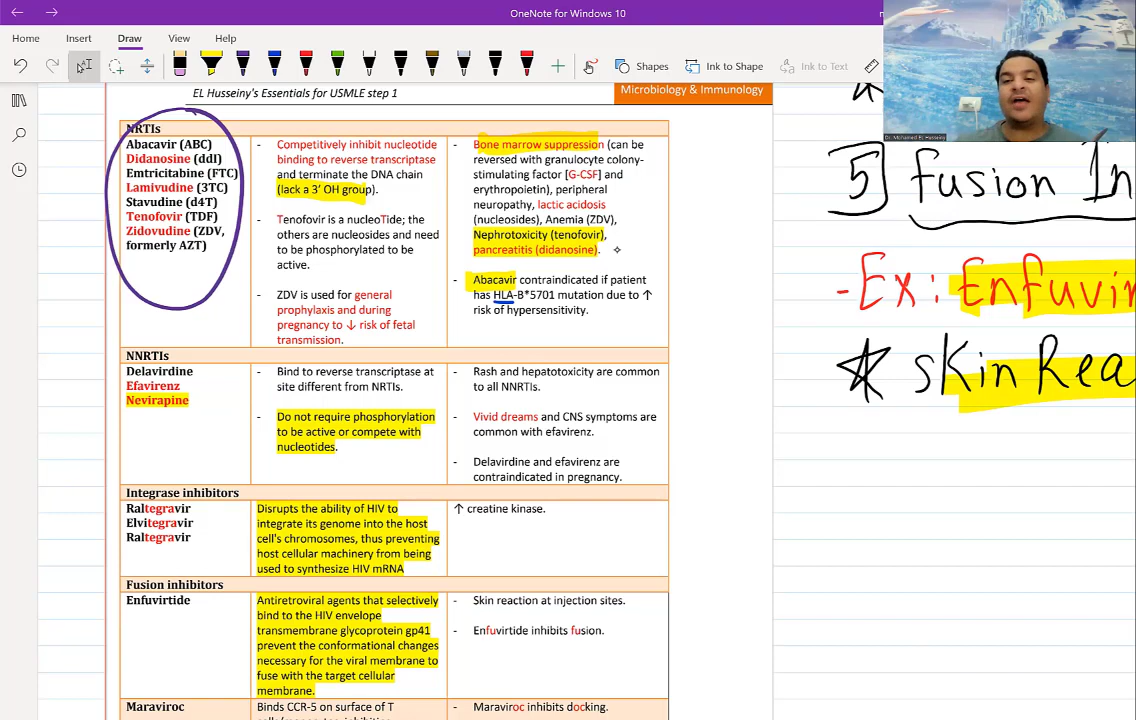 OneNote for Windows 10
Home Insert Draw View Help
Shapes Ink to Shape Ink to Text
EL Husseiny's Essentials for USMLE step 1
Microbiology & Immunology
Dr. Mohamed EL Husseiny
NRTIs
Abacavir (ABC)
Didanosine (ddI)
Emtricitabine (FTC)
Lamivudine (3TC)
Stavudine (d4T)
Tenofovir (TDF)
Zidovudine (ZDV,
formerly AZT)
- Competitively inhibit nucleotide
binding to reverse transcriptase
and terminate the DNA chain
(lack a 3’ OH group).
- Tenofovir is a nucleoTide; the
others are nucleosids and need
to be phosphorylated to be
active.
- ZDV is used for general
prophylaxis and during
pregnancy to ↓ risk of fetal
transmission.
- Bone marrow suppression (can be
reversed with granulocyte colony-
stimulating factor [G-CSF] and
erythropoietin), peripheral
neuropathy, lactic acidosis
(nucleosides), Anemia (ZDV),
Nephrotoxicity (tenofovir),
pancreatitis (didanosine).
- Abacavir contraindicated if patient
has HLA-B*5701 mutation due to ↑
risk of hypersensitivity.
NNRTIs
Delavirdine
Efavirenz
Nevirapine
- Bind to reverse transcriptase at
site different from NRTIs.
- Do not require phosphorylation
to be active or compete with
nucleotides.
- Rash and hepatotoxicity are common
to all NNRTIs.
- Vivid dreams and CNS symptoms are
common with efavirenz.
- Delavirdine and efavirenz are
contraindicated in pregnancy.
Integrase inhibitors
Raltegravir
Elvitegravir
Raltegravir
Disrupts the ability of HIV to
integrate its genome into the host
cell's chromosomes, thus preventing
host cellular machinery from being
used to synthesize HIV mRNA
↑ creatine kinase.
Fusion inhibitors
Enfuvirtide
Antiretroviral agents that selectively
bind to the HIV envelope
transmembrane glycoprotein gp41
prevent the conformational changes
necessary for the viral membrane to
fuse with the target cellular
membrane.
- Skin reaction at injection sites.
- Enfuvirtide inhibits fusion.
Maraviroc
Binds CCR-5 on surface of T
- Maraviroc inhibits docking.
5] Fusion In
- Ex: Enfuvir
* skin Rea